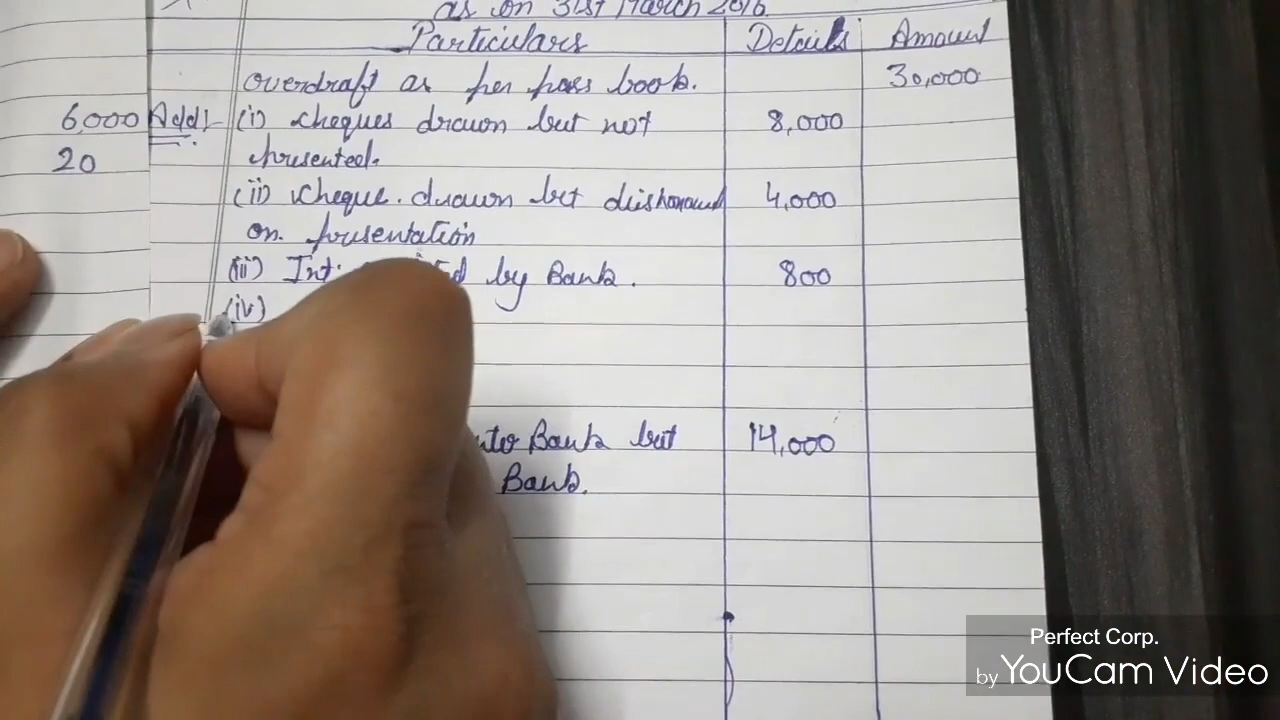 as on 31st March 2016.
Particulars Details Amount
overdraft as per pass book. 30,000
6,000 Add:- (i) cheques drawn but not 8,000
20 presented.
(ii) cheque. drawn but dishonoured 4,000
on. presentation
(iii) Int. by Bank. 800
(iv)
into Bank but 14,000
Bank.
Perfect Corp.
by YouCam Video